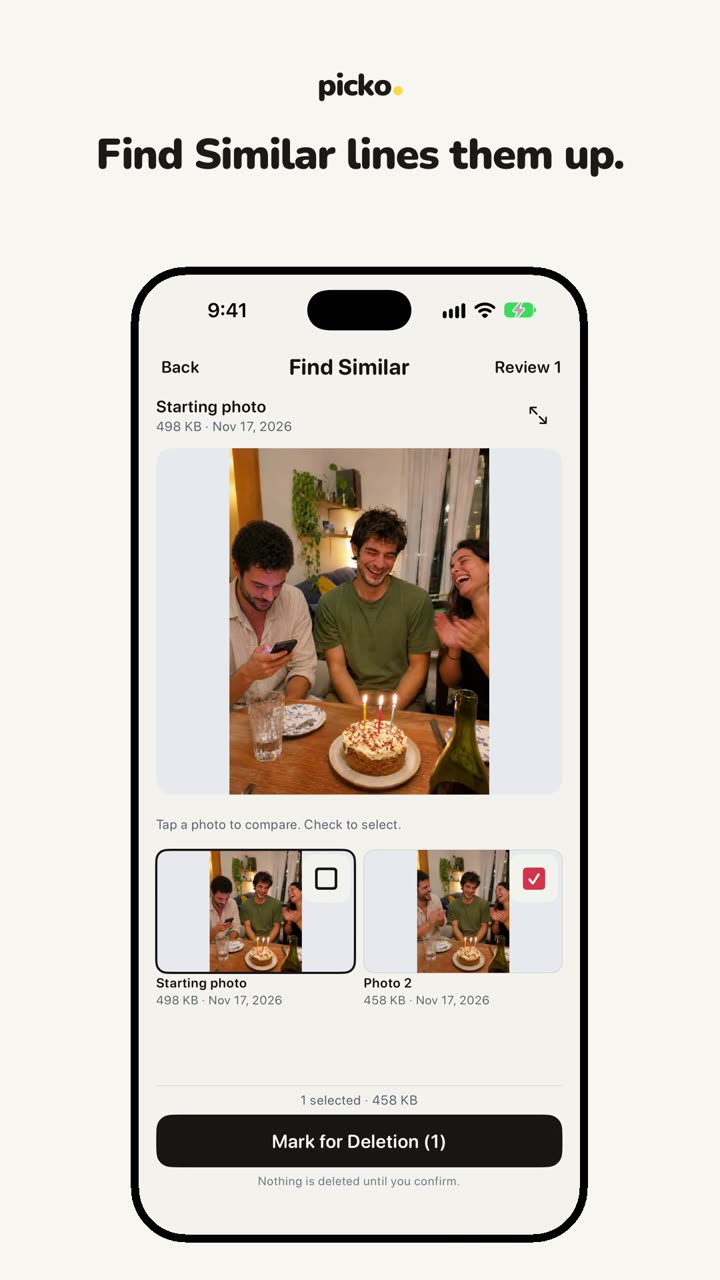 picko.
Find Similar lines them up.
9:41
Back
Find Similar
Review 1
Starting photo
498 KB · Nov 17, 2026
Tap a photo to compare. Check to select.
Starting photo
498 KB · Nov 17, 2026
Photo 2
458 KB · Nov 17, 2026
1 selected · 458 KB
Mark for Deletion (1)
Nothing is deleted until you confirm.